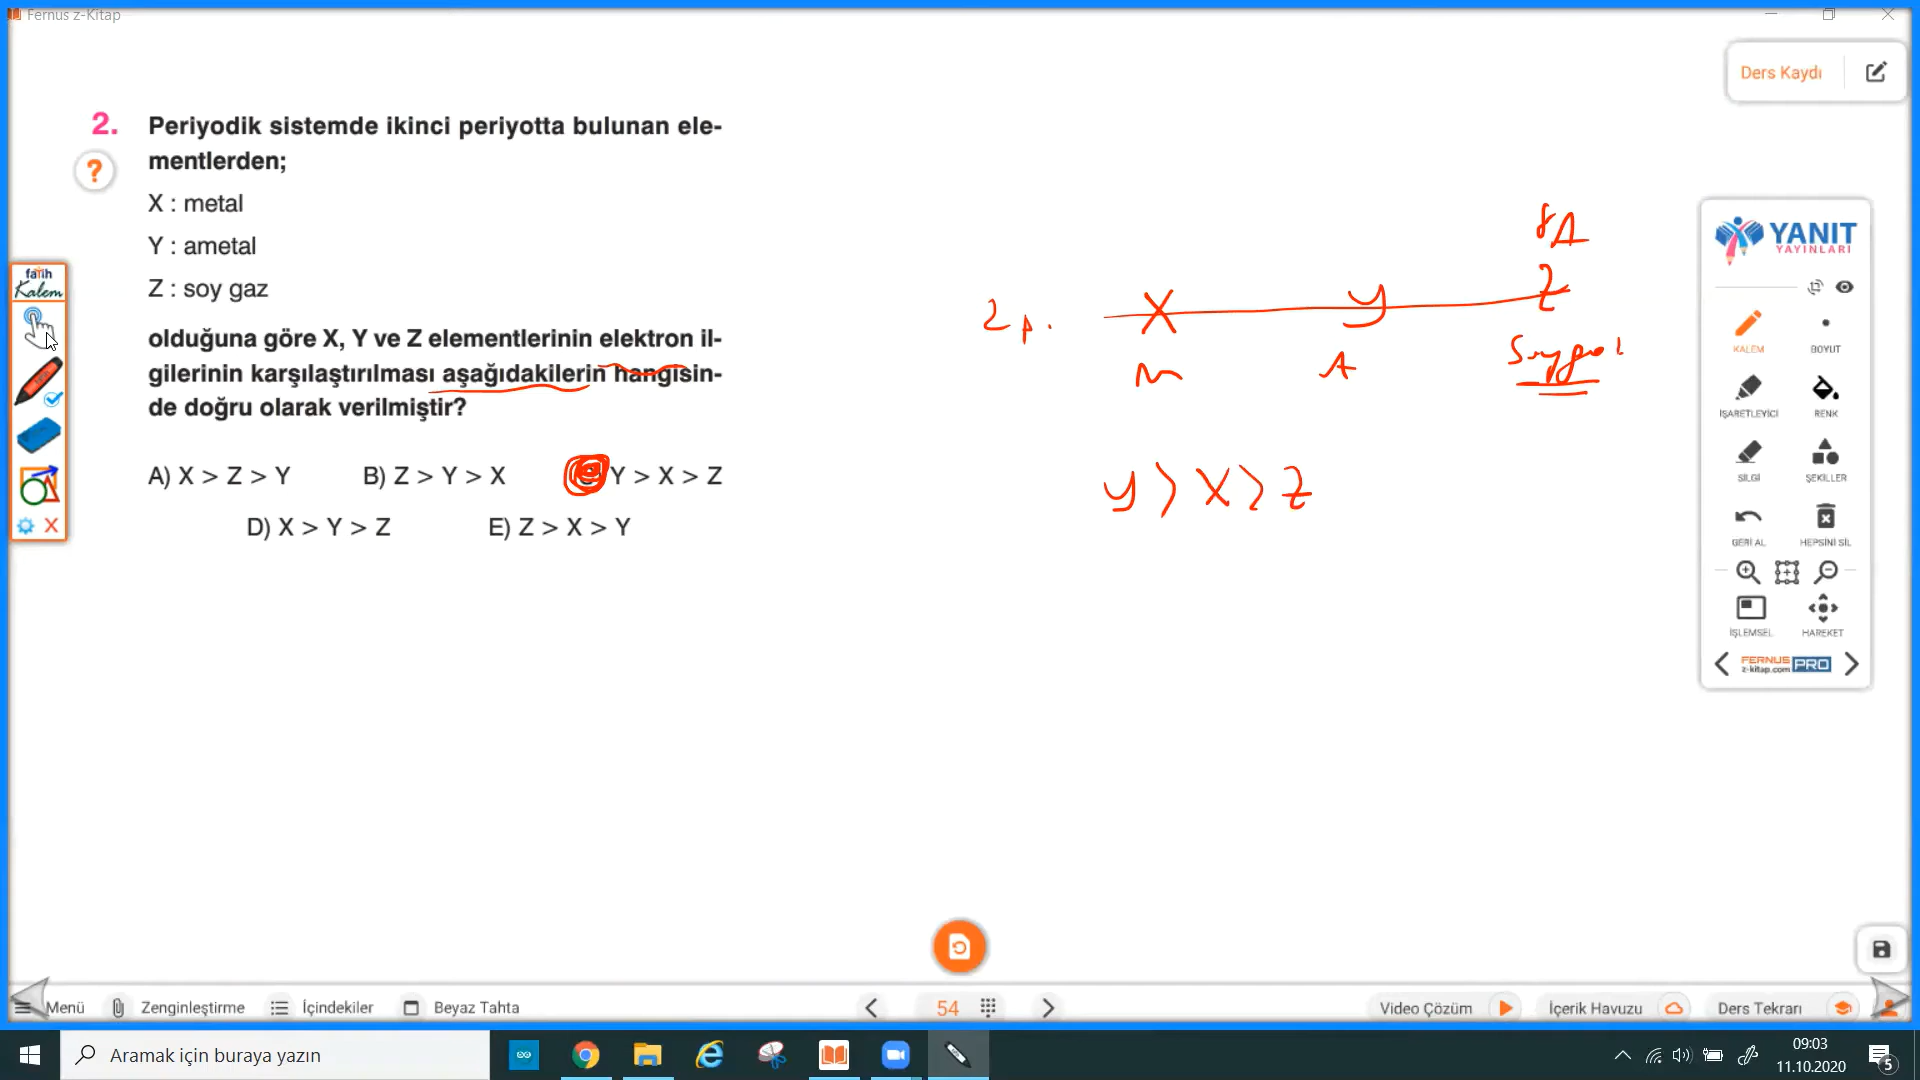 Fernus z-Kitap
Ders Kaydı
2. Periyodik sistemde ikinci periyotta bulunan ele-
mentlerden;
?
X : metal
Y : ametal
Z : soy gaz
olduğuna göre X, Y ve Z elementlerinin elektron il-
gilerinin karşılaştırılması aşağıdakilerin hangisin-
de doğru olarak verilmiştir?
A) X > Z > Y B) Z > Y > X Y > X > Z
D) X > Y > Z E) Z > X > Y
8A
2p. X Y Z
M A Soygaz
Y > X > Z
fatih
Kalem
YANIT
YAYINLARI
KALEM BOYUT
İŞARETLEYİCİ RENK
SİLGİ ŞEKİLLER
GERİ AL HEPSİNİ SİL
İŞLEMSEL HAREKET
FERNUS PRO
z-kitap.com
Menü Zenginleştirme İçindekiler Beyaz Tahta 54 Video Çözüm İçerik Havuzu Ders Tekrarı
Aramak için buraya yazın
09:03
11.10.2020
5